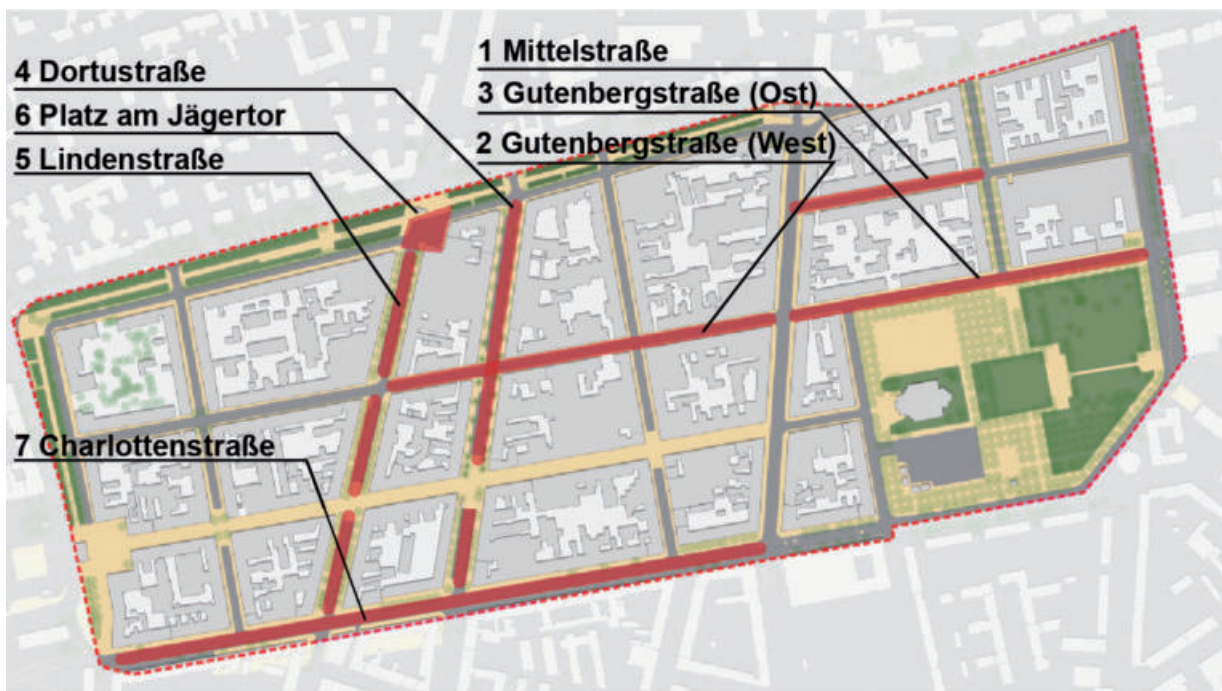 4 Dortustraße
6 Platz am Jägertor
5 Lindenstraße
1 Mittelstraße
3 Gutenbergstraße (Ost)
2 Gutenbergstraße (West)
7 Charlottenstraße